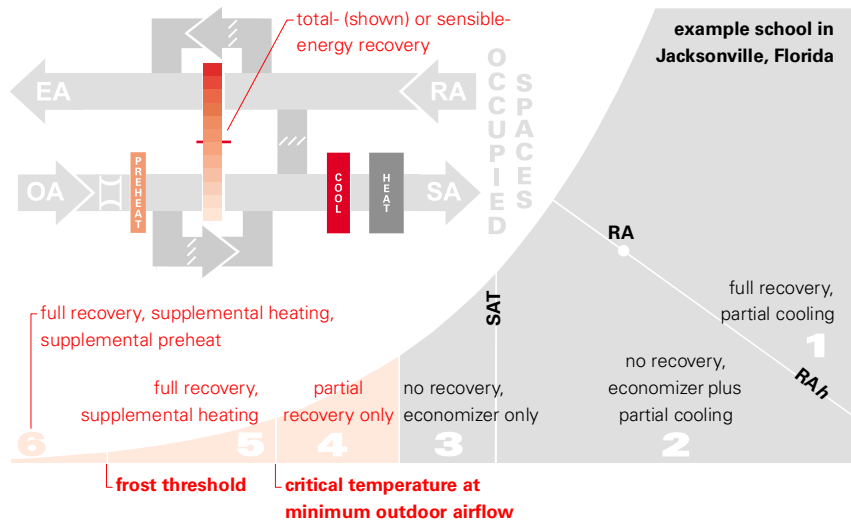 total- (shown) or sensible-
energy recovery
example school in
Jacksonville, Florida
EA
RA
OCCUPIED
SPACES
OA
PREHEAT
COOL
HEAT
SA
RA
SAT
full recovery,
partial cooling
1
RAh
full recovery, supplemental heating,
supplemental preheat
no recovery,
economizer plus
partial cooling
2
full recovery,
supplemental heating
partial
recovery only
no recovery,
economizer only
6
5
4
3
frost threshold
critical temperature at
minimum outdoor airflow